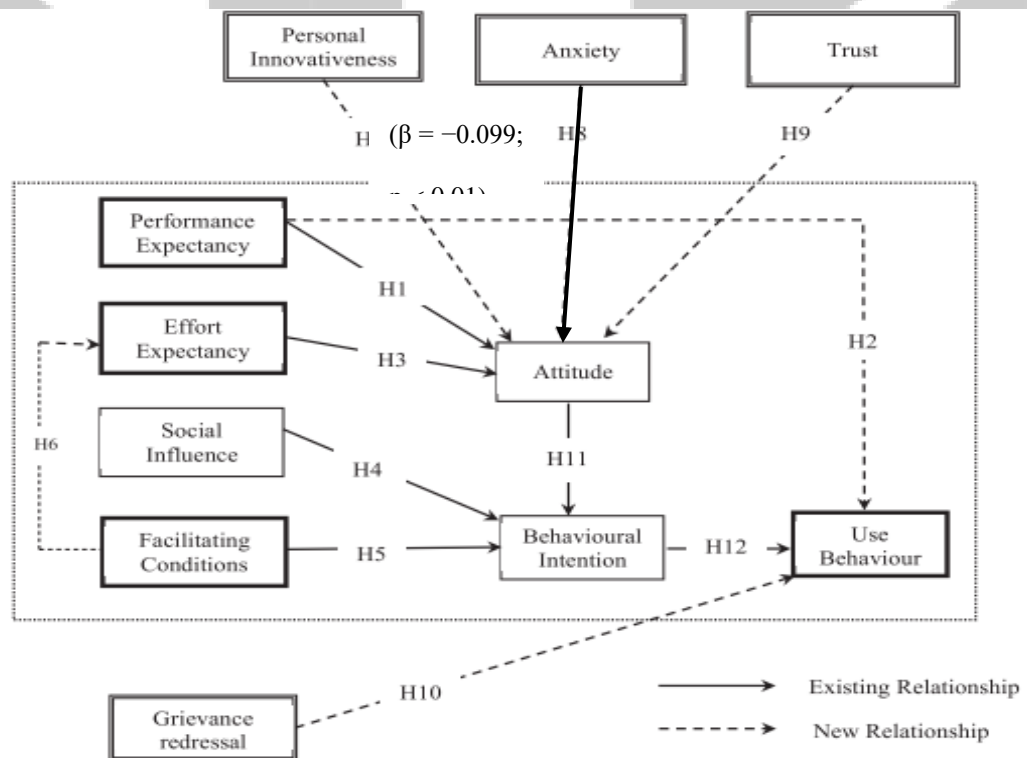 Personal
Innovativeness
Anxiety
Trust
H
(β = −0.099;
H8
H9
Performance
Expectancy
H1
Effort
Expectancy
H3
Attitude
H2
Social
Influence
H6
H4
H11
Facilitating
Conditions
H5
Behavioural
Intention
H12
Use
Behaviour
H10
Grievance
redressal
Existing Relationship
New Relationship